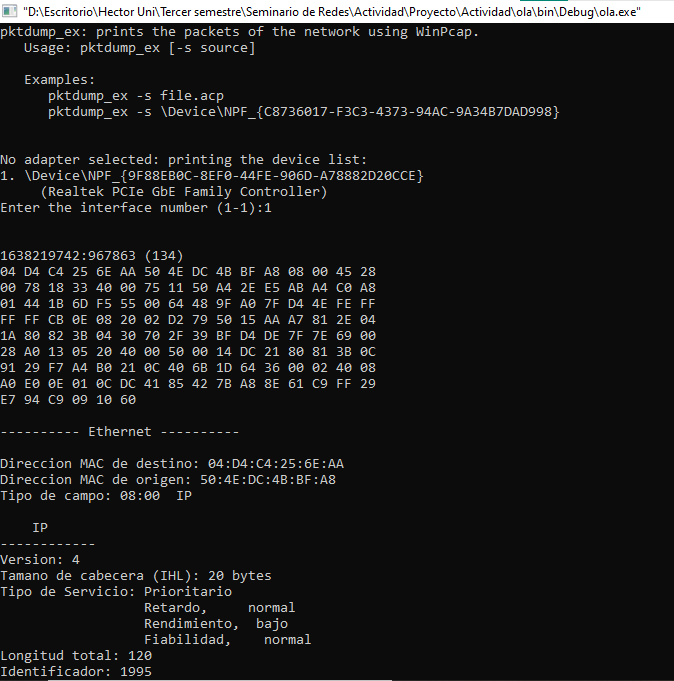 "D:\Escritorio\Hector Uni\Tercer semestre\Seminario de Redes\Actividad\Proyecto\Actividad\ola\bin\Debug\ola.exe"
pktdump_ex: prints the packets of the network using WinPcap.
Usage: pktdump_ex [-s source]
Examples:
pktdump_ex -s file.acp
pktdump_ex -s \Device\NPF_{C8736017-F3C3-4373-94AC-9A34B7DAD998}
No adapter selected: printing the device list:
1. \Device\NPF_{9F88EB0C-8EF0-44FE-906D-A78882D20CCE}
(Realtek PCIe GbE Family Controller)
Enter the interface number (1-1):1
1638219742:967863 (134)
04 D4 C4 25 6E AA 50 4E DC 4B BF A8 08 00 45 28
00 78 18 33 40 00 75 11 50 A4 2E E5 AB A4 C0 A8
01 44 1B 6D F5 55 00 64 48 9F A0 7F D4 4E FE FF
FF FF CB 0E 08 20 02 D2 79 50 15 AA A7 81 2E 04
1A 80 82 3B 04 30 70 2F 39 BF D4 DE 7F 7E 69 00
28 A0 13 05 20 40 00 50 00 14 DC 21 80 81 3B 0C
91 29 F7 A4 B0 21 0C 40 6B 1D 64 36 00 02 40 08
A0 E0 0E 01 0C DC 41 85 42 7B A8 8E 61 C9 FF 29
E7 94 C9 09 10 60
---------- Ethernet ----------
Direccion MAC de destino: 04:D4:C4:25:6E:AA
Direccion MAC de origen: 50:4E:DC:4B:BF:A8
Tipo de campo: 08:00  IP
IP
------------
Version: 4
Tamano de cabecera (IHL): 20 bytes
Tipo de Servicio: Prioritario
Retardo,     normal
Rendimiento,  bajo
Fiabilidad,    normal
Longitud total: 120
Identificador: 1995